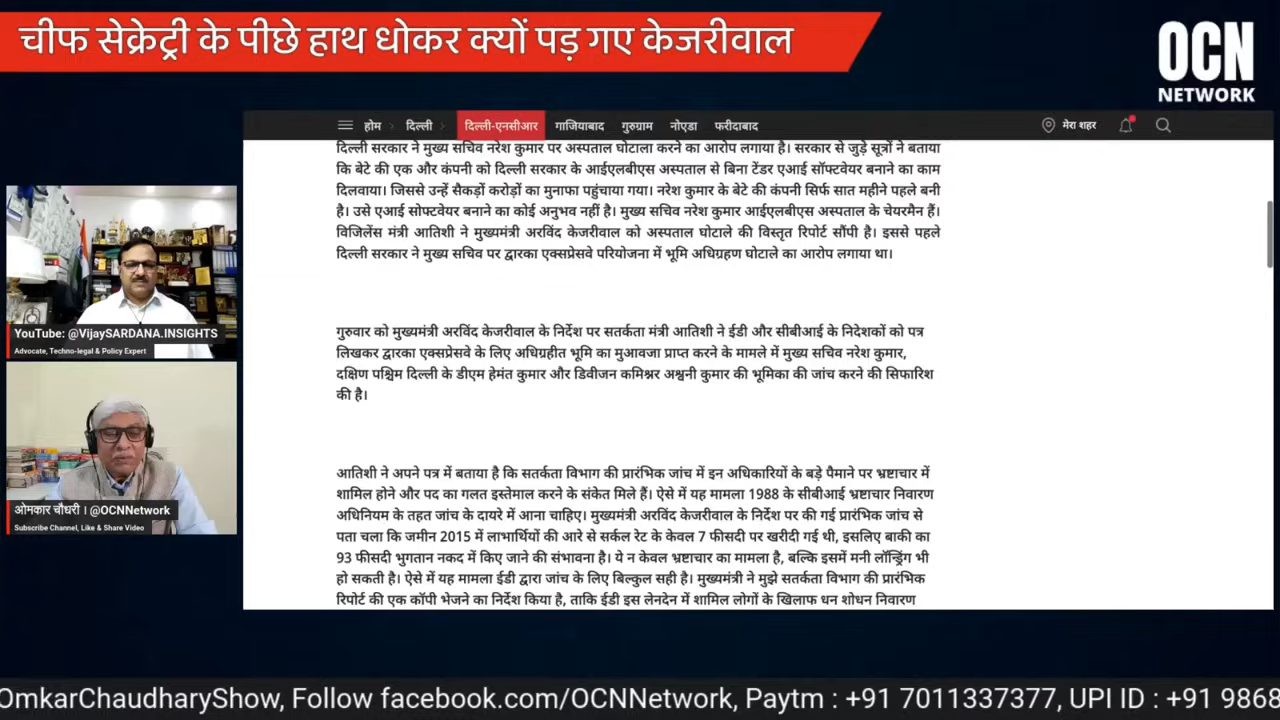 चीफ सेक्रेट्री के पीछे हाथ धोकर क्यों पड़ गए केजरीवाल
OCN
NETWORK
होम
दिल्ली
दिल्ली-एनसीआर
गाजियाबाद
गुरुग्राम
नोएडा
फरीदाबाद
मेरा शहर
दिल्ली सरकार ने मुख्य सचिव नरेश कुमार पर अस्पताल घोटाला करने का आरोप लगाया है। सरकार से जुड़े सूत्रों ने बताया
कि बेटे की एक और कंपनी को दिल्ली सरकार के आईएलबीएस अस्पताल से बिना टेंडर एआई सॉफ्टवेयर बनाने का काम
दिलवाया। जिससे उन्हें सैकड़ों करोड़ों का मुनाफा पहुंचाया गया। नरेश कुमार के बेटे की कंपनी सिर्फ सात महीने पहले बनी
है। उसे एआई सोफ्टवेयर बनाने का कोई अनुभव नहीं है। मुख्य सचिव नरेश कुमार आईएलबीएस अस्पताल के चेयरमैन हैं।
विजिलेंस मंत्री आतिशी ने मुख्यमंत्री अरविंद केजरीवाल को अस्पताल घोटाले की विस्तृत रिपोर्ट सौंपी है। इससे पहले
दिल्ली सरकार ने मुख्य सचिव पर द्वारका एक्सप्रेसवे परियोजना में भूमि अधिग्रहण घोटाले का आरोप लगाया था।
गुरुवार को मुख्यमंत्री अरविंद केजरीवाल के निर्देश पर सतर्कता मंत्री आतिशी ने ईडी और सीबीआई के निदेशकों को पत्र
लिखकर द्वारका एक्सप्रेसवे के लिए अधिग्रहीत भूमि का मुआवजा प्राप्त करने के मामले में मुख्य सचिव नरेश कुमार,
दक्षिण पश्चिम दिल्ली के डीएम हेमंत कुमार और डिवीजन कमिश्नर अश्वनी कुमार की भूमिका की जांच करने की सिफारिश
की है।
आतिशी ने अपने पत्र में बताया है कि सतर्कता विभाग की प्रारंभिक जांच में इन अधिकारियों के बड़े पैमाने पर भ्रष्टाचार में
शामिल होने और पद का गलत इस्तेमाल करने के संकेत मिले हैं। ऐसे में यह मामला 1988 के सीबीआई भ्रष्टाचार निवारण
अधिनियम के तहत जांच के दायरे में आना चाहिए। मुख्यमंत्री अरविंद केजरीवाल के निर्देश पर की गई प्रारंभिक जांच से
पता चला कि जमीन 2015 में लाभार्थियों की आरे से सर्कल रेट के केवल 7 फीसदी पर खरीदी गई थी, इसलिए बाकी का
93 फीसदी भुगतान नकद में किए जाने की संभावना है। ये न केवल भ्रष्टाचार का मामला है, बल्कि इसमें मनी लॉन्ड्रिंग भी
हो सकती है। ऐसे में यह मामला ईडी द्वारा जांच के लिए बिल्कुल सही है। मुख्यमंत्री ने मुझे सतर्कता विभाग की प्रारंभिक
रिपोर्ट की एक कॉपी भेजने का निर्देश किया है, ताकि ईडी इस लेनदेन में शामिल लोगों के खिलाफ धन शोधन निवारण
YouTube: @VijaySARDANA.INSIGHTS
Advocate, Techno-legal & Policy Expert
ओमकार चौधरी । @OCNNetwork
Subscribe Channel, Like & Share Video
OmkarChaudharyShow, Follow facebook.com/OCNNetwork, Paytm : +91 7011337377, UPI ID : +91 9868